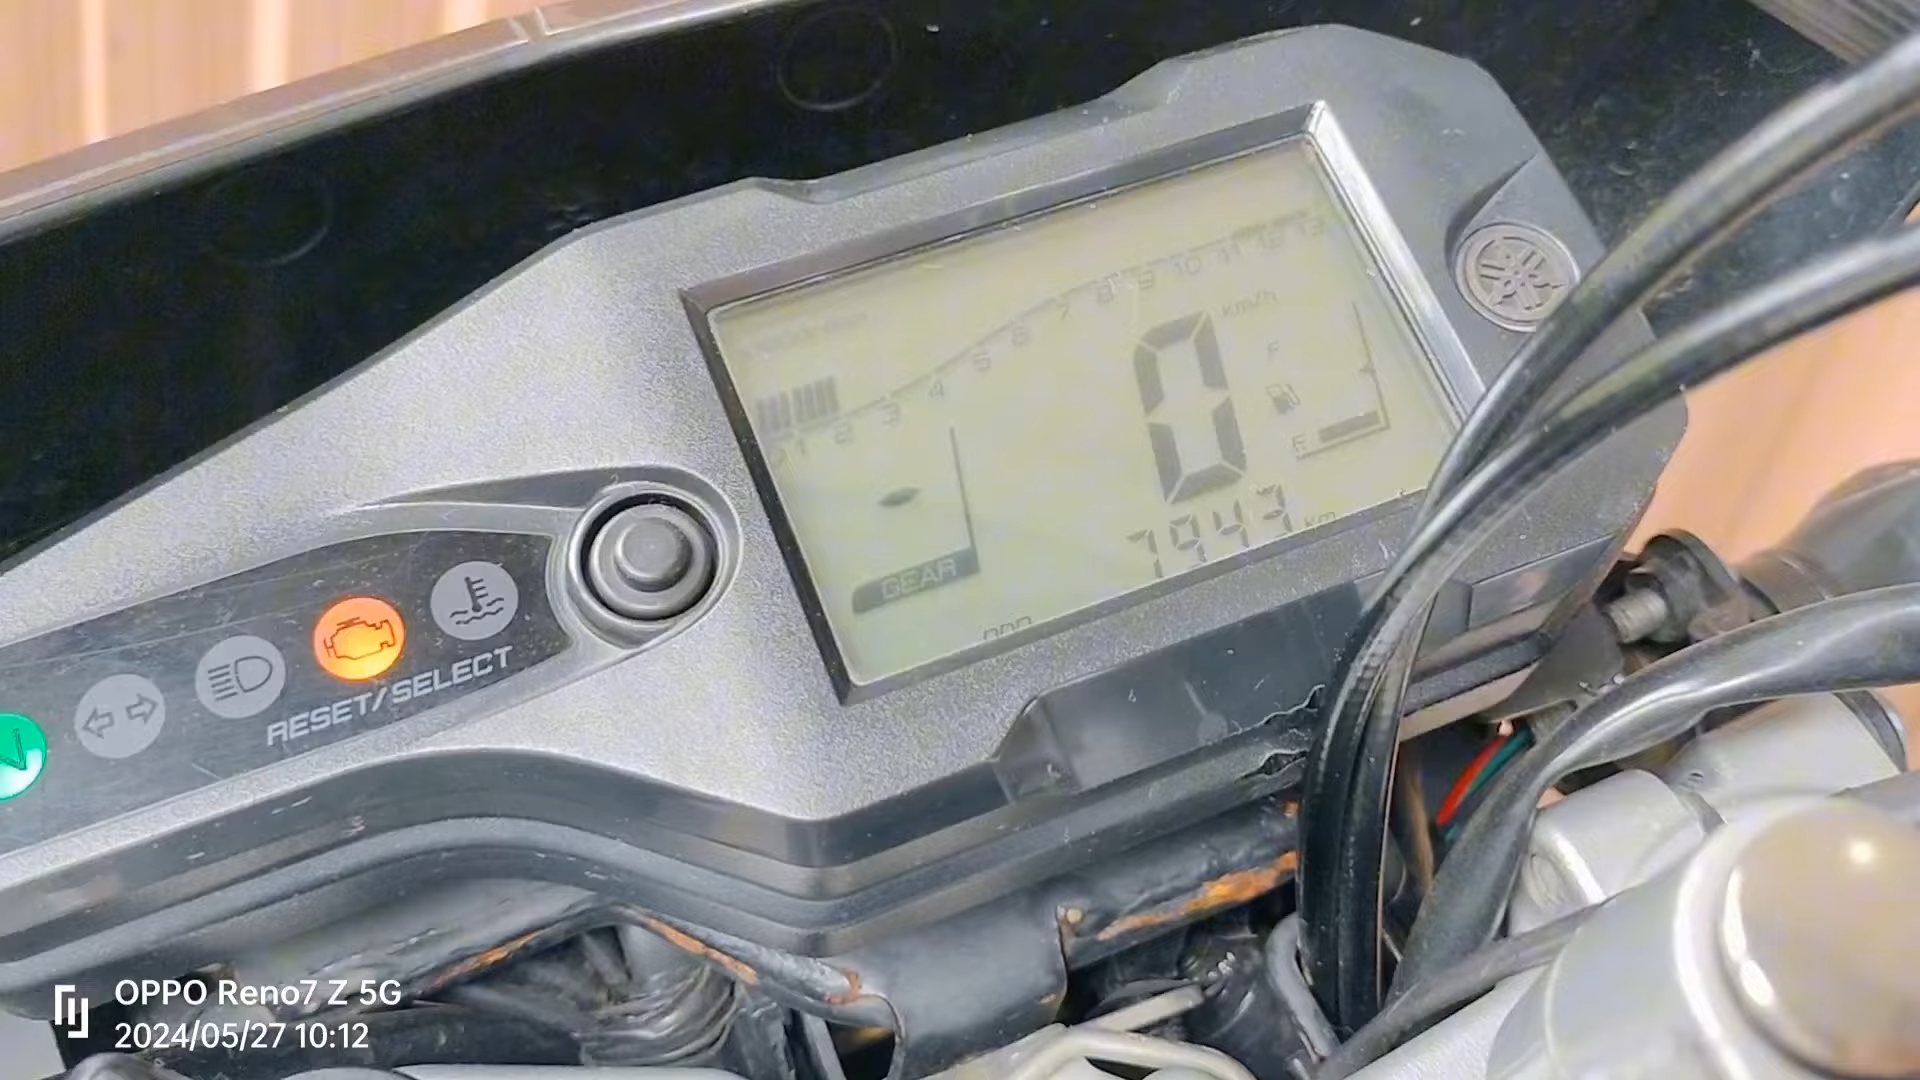 1 2 3 4 5 6 7 8 9 10 11 12 13
Km/h
0
F
E
7943 Km
GEAR
RESET/SELECT
N
OPPO Reno7 Z 5G
2024/05/27 10:12